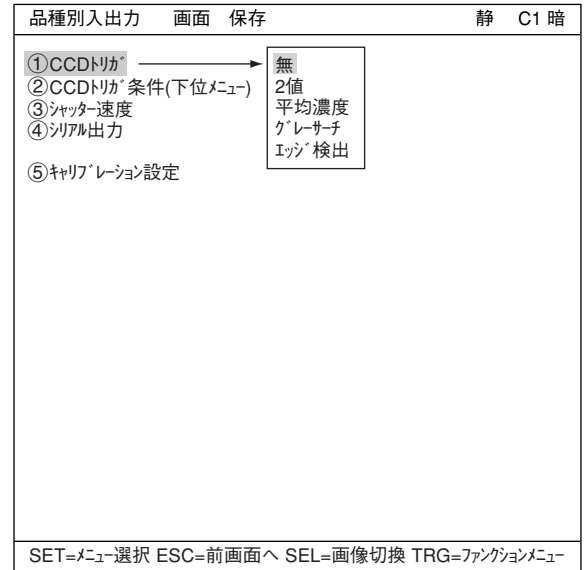 品種別入出力 画面 保存 静 C1 暗
①CCDﾄﾘｶﾞ
②CCDﾄﾘｶﾞ条件(下位ﾒﾆｭｰ)
③ｼｬｯﾀｰ速度
④ｼﾘｱﾙ出力
⑤ｷｬﾘﾌﾞﾚｰｼｮﾝ設定
無
2値
平均濃度
ｸﾞﾚｰｻｰﾁ
ｴｯｼﾞ検出
SET=ﾒﾆｭｰ選択 ESC=前画面へ SEL=画像切換 TRG=ﾌｧﾝｸｼｮﾝﾒﾆｭｰ